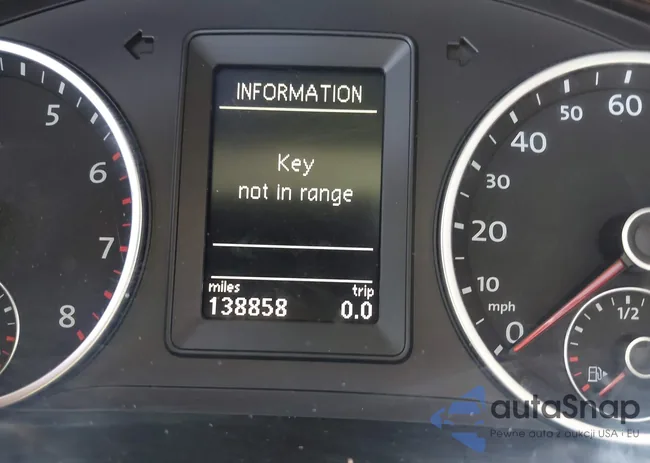 INFORMATION
Key
not in range
miles trip
138858 0.0
5
6
7
8
0
10
20
30
40
50
60
mph
1/2
autaSnap
Pewne auta z aukcji USA i EU